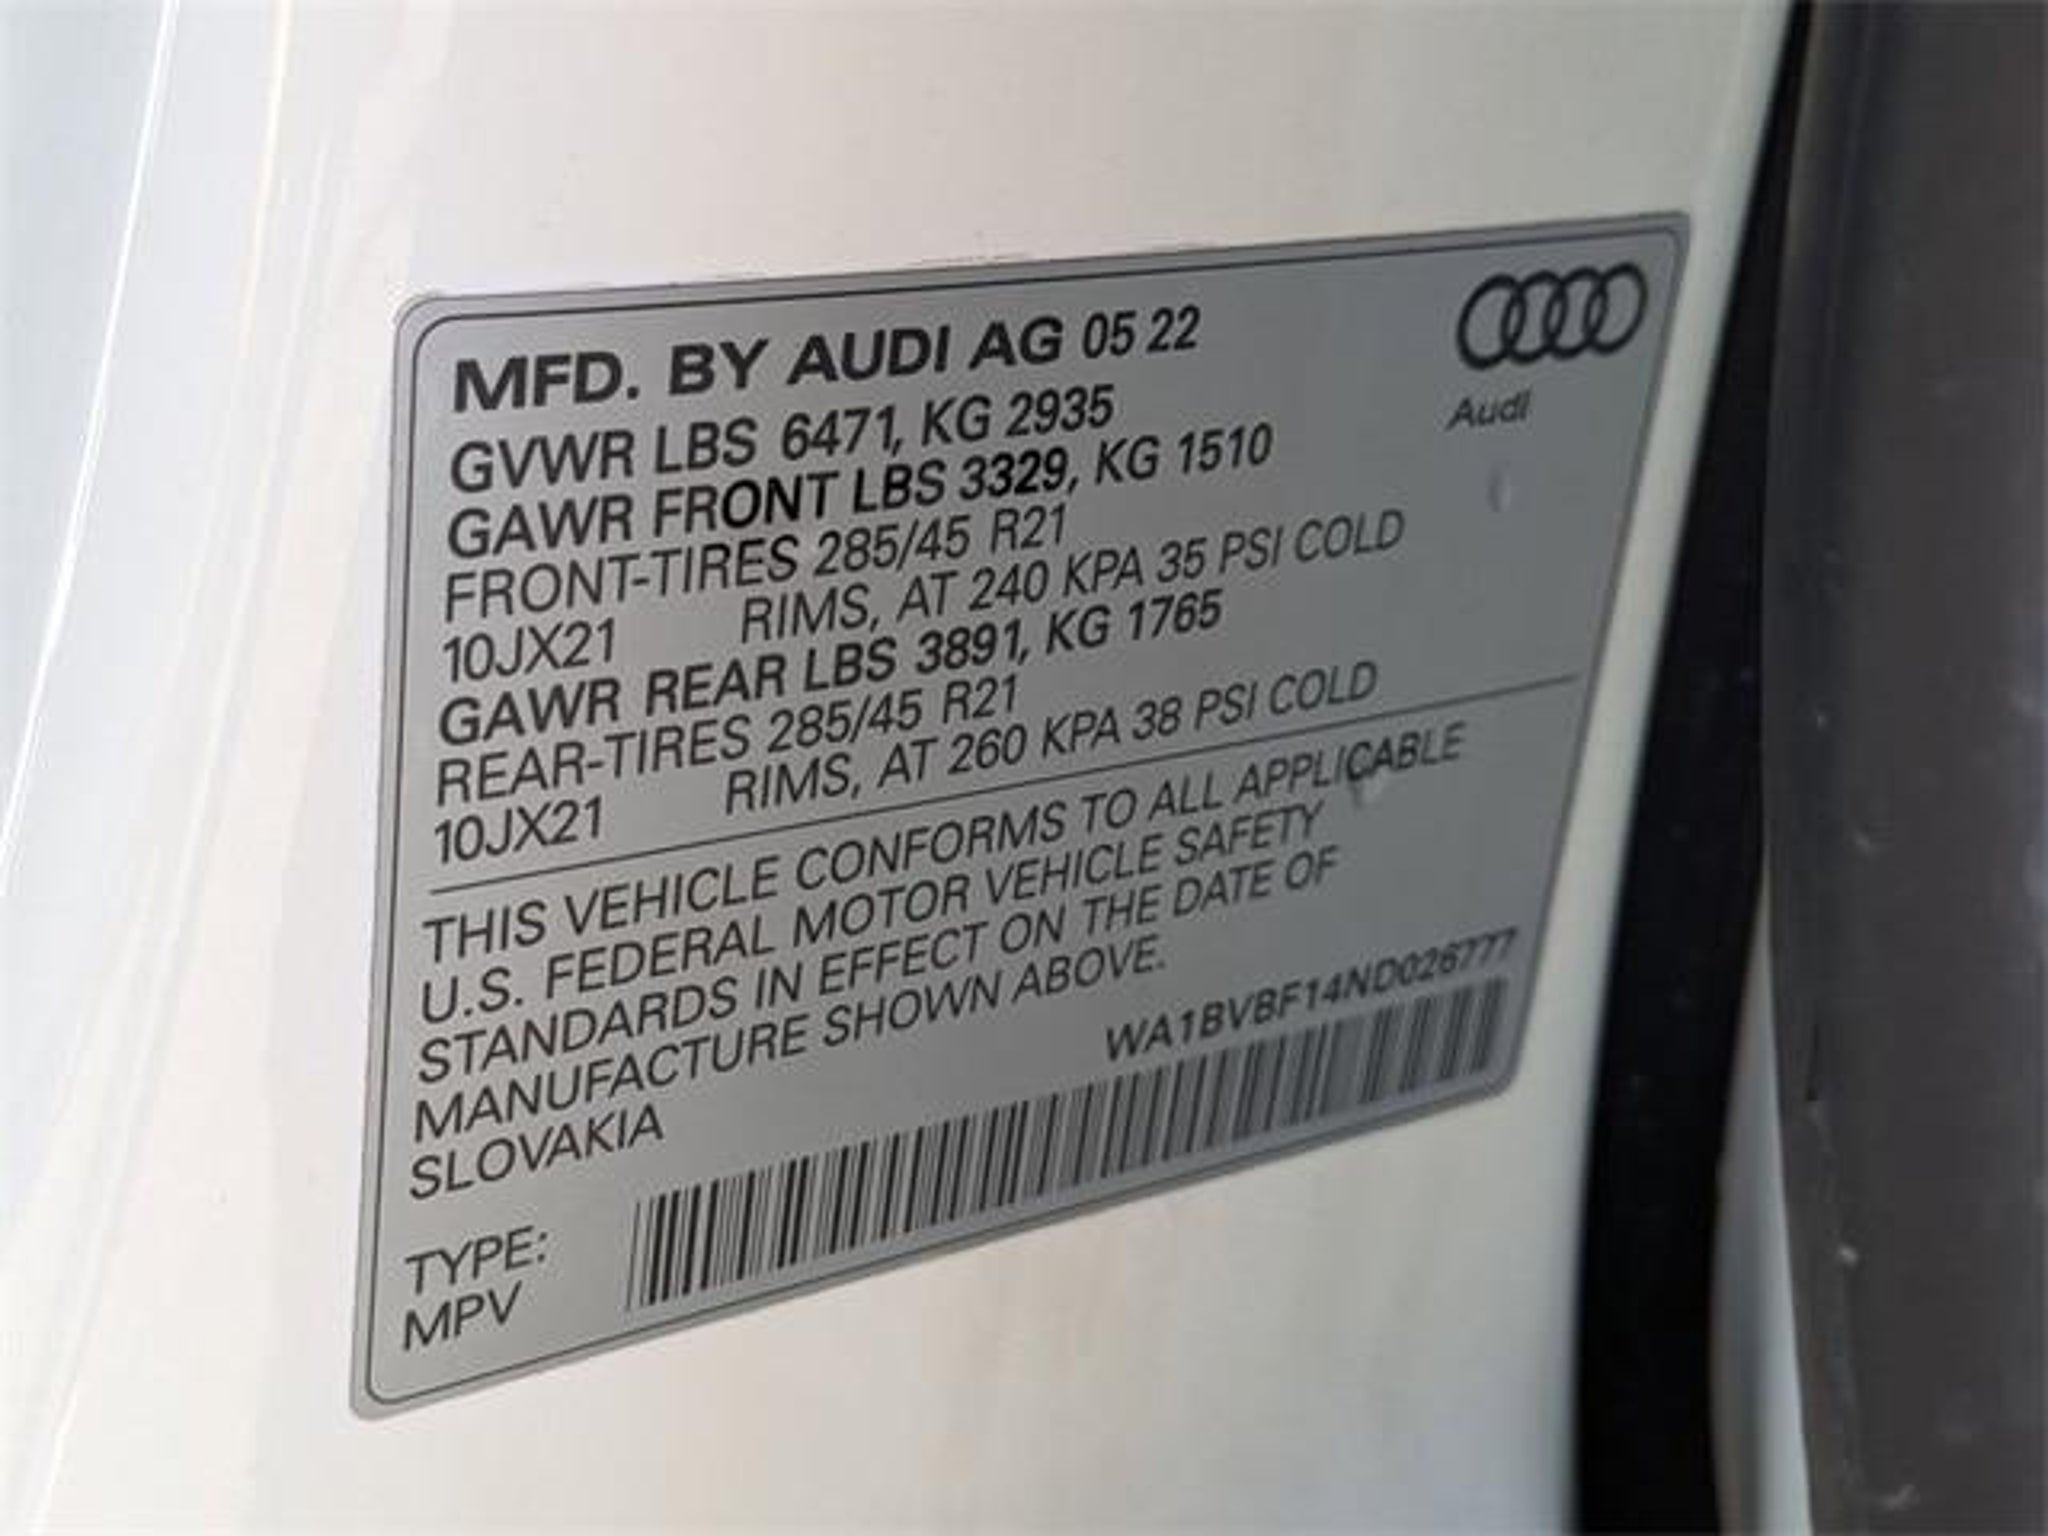 MFD. BY AUDI AG 05 22
GVWR LBS 6471, KG 2935
GAWR FRONT LBS 3329, KG 1510
FRONT-TIRES 285/45 R21
10JX21 RIMS, AT 240 KPA 35 PSI COLD
GAWR REAR LBS 3891, KG 1765
REAR-TIRES 285/45 R21
10JX21 RIMS, AT 260 KPA 38 PSI COLD
THIS VEHICLE CONFORMS TO ALL APPLICABLE
U.S. FEDERAL MOTOR VEHICLE SAFETY
STANDARDS IN EFFECT ON THE DATE OF
MANUFACTURE SHOWN ABOVE.
SLOVAKIA
WA1BVBF14ND026777
TYPE:
MPV
Audi